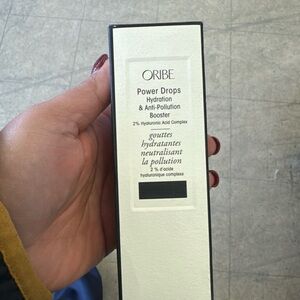 ORIBE
Power Drops
Hydration
& Anti-Pollution
Booster
2% Hyaluronic Acid Complex
gouttes
hydratantes
neutralisant
la pollution
2 % d'acide
hyaluronique complexe